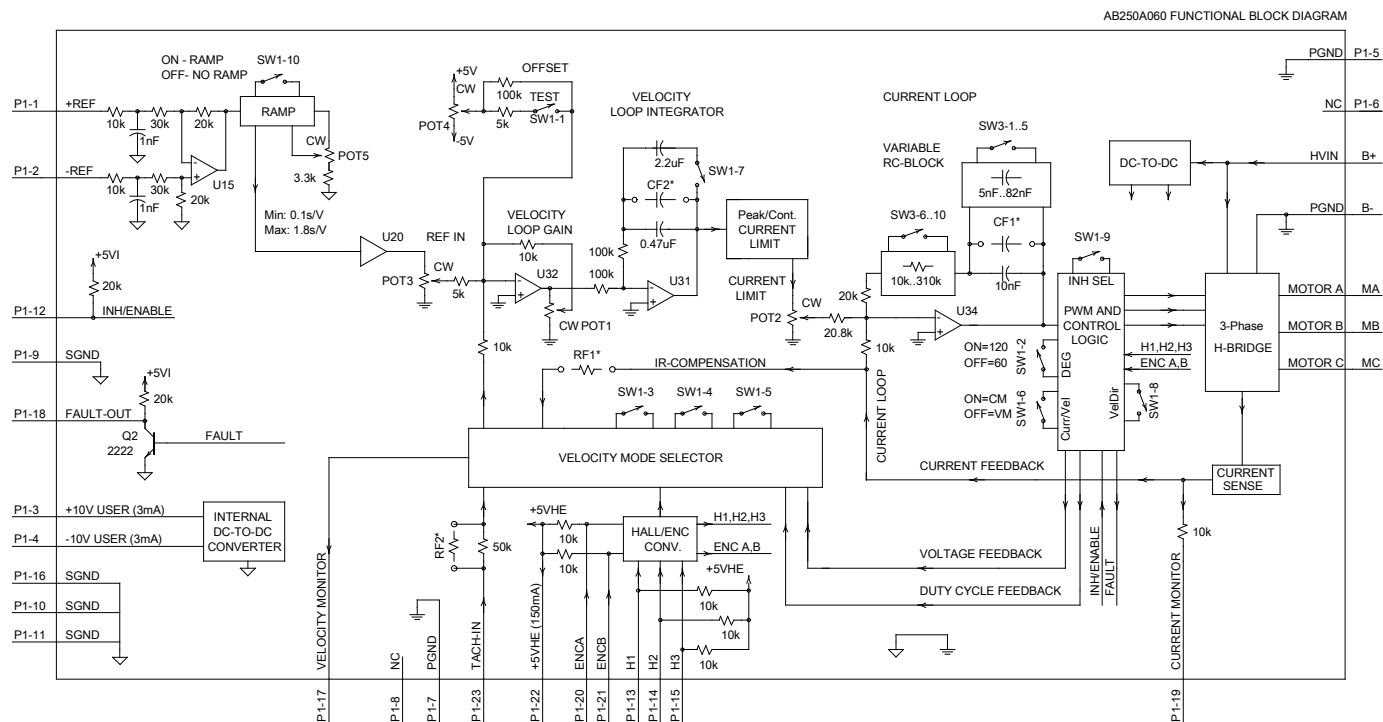 AB250A060 FUNCTIONAL BLOCK DIAGRAM
ON - RAMP
OFF- NO RAMP
SW1-10
RAMP
P1-1
+REF
10k
30k
20k
1nF
CW
POT5
3.3k
P1-2
-REF
10k
30k
1nF
20k
U15
Min: 0.1s/V
Max: 1.8s/V
+5V
CW
POT4
-5V
OFFSET
100k
TEST
5k
SW1-1
VELOCITY
LOOP INTEGRATOR
2.2uF
SW1-7
CF2*
0.47uF
100k
100k
U31
VELOCITY
LOOP GAIN
10k
U32
CW POT1
U20
REF IN
CW
POT3
5k
10k
Peak/Cont.
CURRENT
LIMIT
CURRENT
LIMIT
CW
POT2
20.8k
CURRENT LOOP
VARIABLE
RC-BLOCK
SW3-1..5
5nF..82nF
SW3-6..10
10k..310k
CF1*
10nF
20k
10k
U34
SW1-9
INH SEL
PWM AND
CONTROL
LOGIC
ON=120
OFF=60
SW1-2
DEG
ON=CM
OFF=VM
SW1-6
Curr/Vel
VelDir
SW1-8
H1,H2,H3
ENC A,B
DC-TO-DC
3-Phase
H-BRIDGE
PGND
P1-5
NC
P1-6
HVIN
B+
PGND
B-
MOTOR A
MA
MOTOR B
MB
MOTOR C
MC
CURRENT
SENSE
+5VI
20k
P1-12
INH/ENABLE
P1-9
SGND
+5VI
20k
P1-18
FAULT-OUT
Q2
2222
FAULT
P1-3
+10V USER (3mA)
P1-4
-10V USER (3mA)
INTERNAL
DC-TO-DC
CONVERTER
P1-16
SGND
P1-10
SGND
P1-11
SGND
RF1*
IR-COMPENSATION
SW1-3
SW1-4
SW1-5
VELOCITY MODE SELECTOR
CURRENT LOOP
CURRENT FEEDBACK
VOLTAGE FEEDBACK
DUTY CYCLE FEEDBACK
INH/ENABLE
FAULT
10k
CURRENT MONITOR
P1-19
RF2*
50k
+5VHE
10k
10k
HALL/ENC
CONV.
H1,H2,H3
ENC A,B
+5VHE
10k
10k
10k
VELOCITY MONITOR
P1-17
NC
P1-8
PGND
P1-7
TACH-IN
P1-23
+5VHE (150mA)
P1-22
ENCA
P1-20
ENCB
P1-21
H1
P1-13
H2
P1-14
H3
P1-15